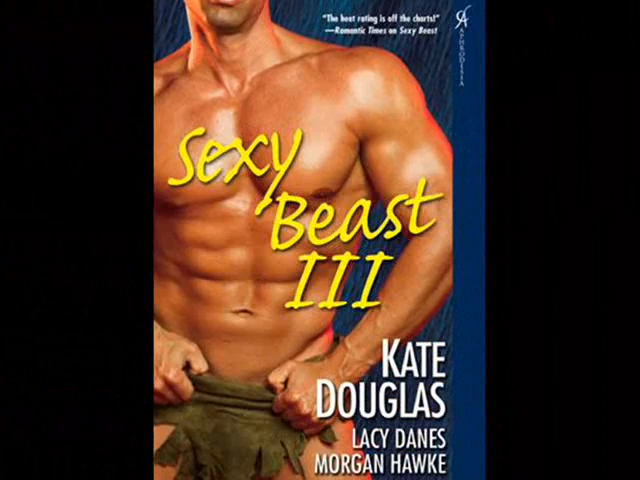 "The heat rating is off the charts!"
—Romantic Times on Sexy Beast
APHRODISIA
Sexy
Beast
III
KATE
DOUGLAS
LACY DANES
MORGAN HAWKE